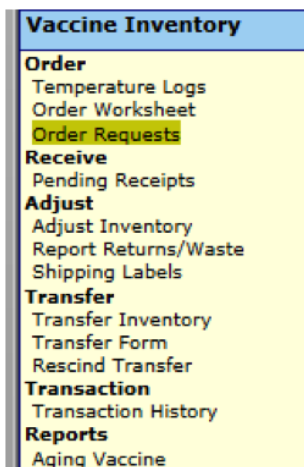 Vaccine Inventory
Order
Temperature Logs
Order Worksheet
Order Requests
Receive
Pending Receipts
Adjust
Adjust Inventory
Report Returns/Waste
Shipping Labels
Transfer
Transfer Inventory
Transfer Form
Rescind Transfer
Transaction
Transaction History
Reports
Aging Vaccine